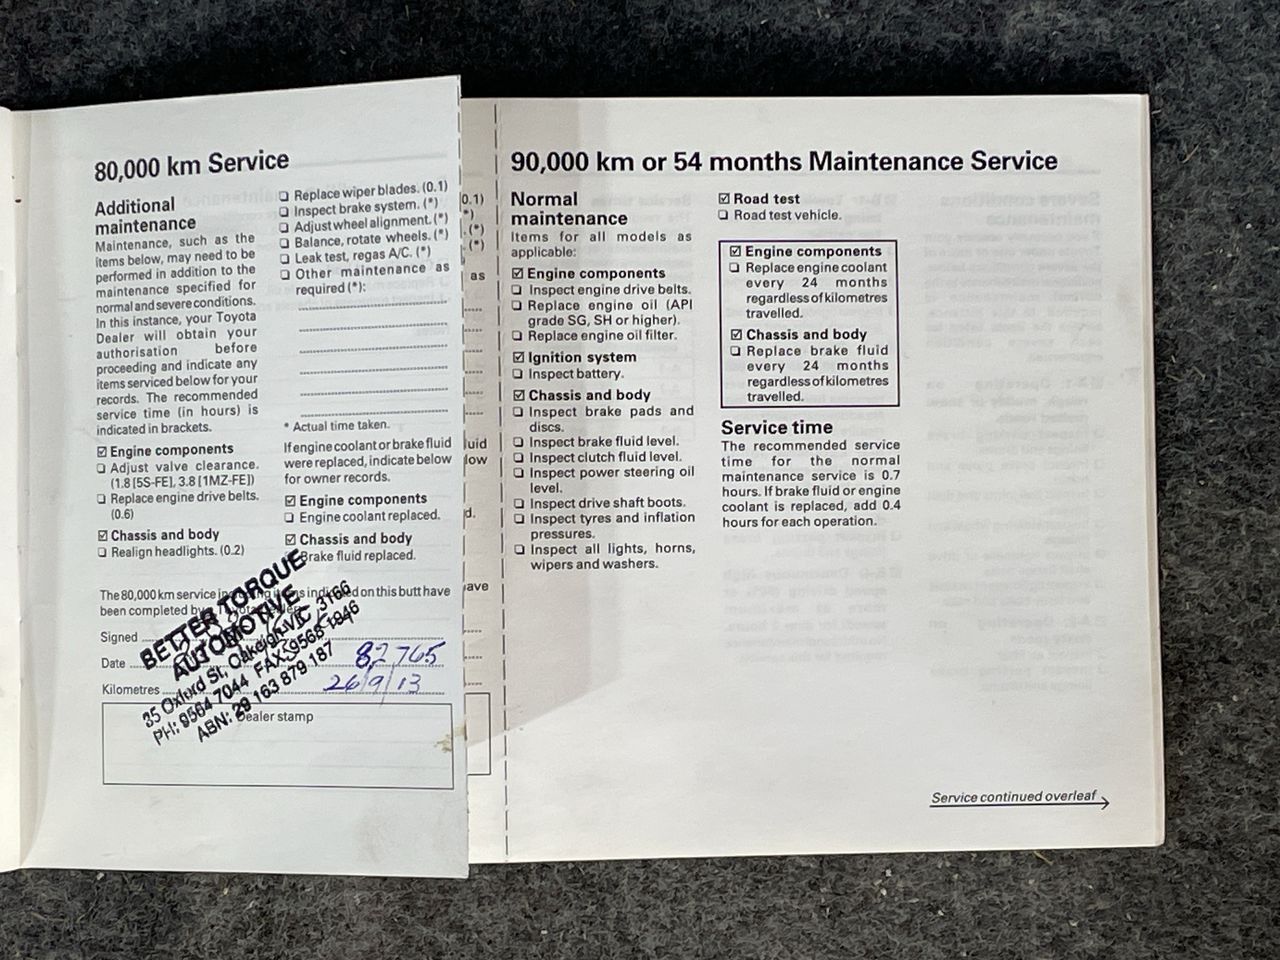 80,000 km Service
Additional
maintenance
Maintenance, such as the
items below, may need to be
performed in addition to the
maintenance specified for
normal and severe conditions.
In this instance, your Toyota
Dealer will obtain your
authorisation before
proceeding and indicate any
items serviced below for your
records. The recommended
service time (in hours) is
indicated in brackets.
☑ Engine components
❏ Adjust valve clearance.
(1.8 [5S-FE], 3.8 [1MZ-FE])
❏ Replace engine drive belts.
(0.6)
☑ Chassis and body
❏ Realign headlights. (0.2)
❏ Replace wiper blades. (0.1)
❏ Inspect brake system. (*)
❏ Adjust wheel alignment. (*)
❏ Balance, rotate wheels. (*)
❏ Leak test, regas A/C. (*)
❏ Other maintenance as
required (*):
* Actual time taken.
If engine coolant or brake fluid
were replaced, indicate below
for owner records.
☑ Engine components
❏ Engine coolant replaced.
☑ Chassis and body
Brake fluid replaced.
The 80,000 km service including items indicated on this butt have
been completed by
Signed
Date 82765
Kilometres 26/9/13
Dealer stamp
BETTER TORQUE
AUTOMOTIVE
35 Oxford St, Oakleigh VIC 3166
PH: 9564 7044 FAX: 9568 1946
ABN: 29 163 879 187
0.1)
(*)
(*)
(*)
as
uid
low
d.
ave
90,000 km or 54 months Maintenance Service
Normal
maintenance
Items for all models as
applicable:
☑ Engine components
❏ Inspect engine drive belts.
❏ Replace engine oil (API
grade SG, SH or higher).
❏ Replace engine oil filter.
☑ Ignition system
❏ Inspect battery.
☑ Chassis and body
❏ Inspect brake pads and
discs.
❏ Inspect brake fluid level.
❏ Inspect clutch fluid level.
❏ Inspect power steering oil
level.
❏ Inspect drive shaft boots.
❏ Inspect tyres and inflation
pressures.
❏ Inspect all lights, horns,
wipers and washers.
☑ Road test
❏ Road test vehicle.
☑ Engine components
❏ Replace engine coolant
every 24 months
regardless of kilometres
travelled.
☑ Chassis and body
❏ Replace brake fluid
every 24 months
regardless of kilometres
travelled.
Service time
The recommended service
time for the normal
maintenance service is 0.7
hours. If brake fluid or engine
coolant is replaced, add 0.4
hours for each operation.
Service continued overleaf